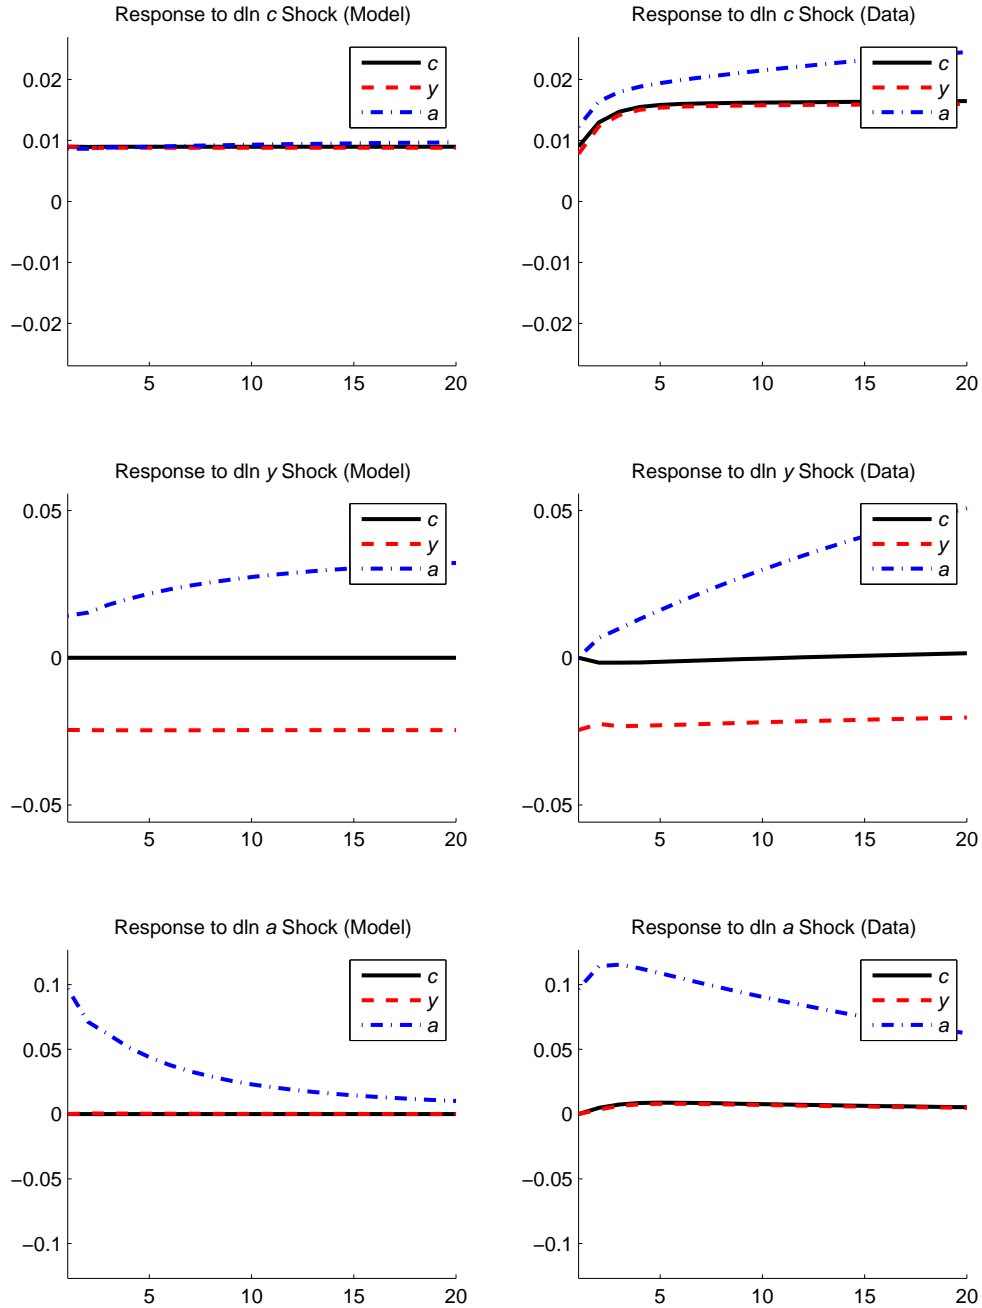 Response to dln c Shock (Model)
0.02
0.01
0
−0.01
−0.02
5
10
15
20
c
y
a
Response to dln c Shock (Data)
0.02
0.01
0
−0.01
−0.02
5
10
15
20
c
y
a
Response to dln y Shock (Model)
0.05
0
−0.05
5
10
15
20
c
y
a
Response to dln y Shock (Data)
0.05
0
−0.05
5
10
15
20
c
y
a
Response to dln a Shock (Model)
0.1
0.05
0
−0.05
−0.1
5
10
15
20
c
y
a
Response to dln a Shock (Data)
0.1
0.05
0
−0.05
−0.1
5
10
15
20
c
y
a